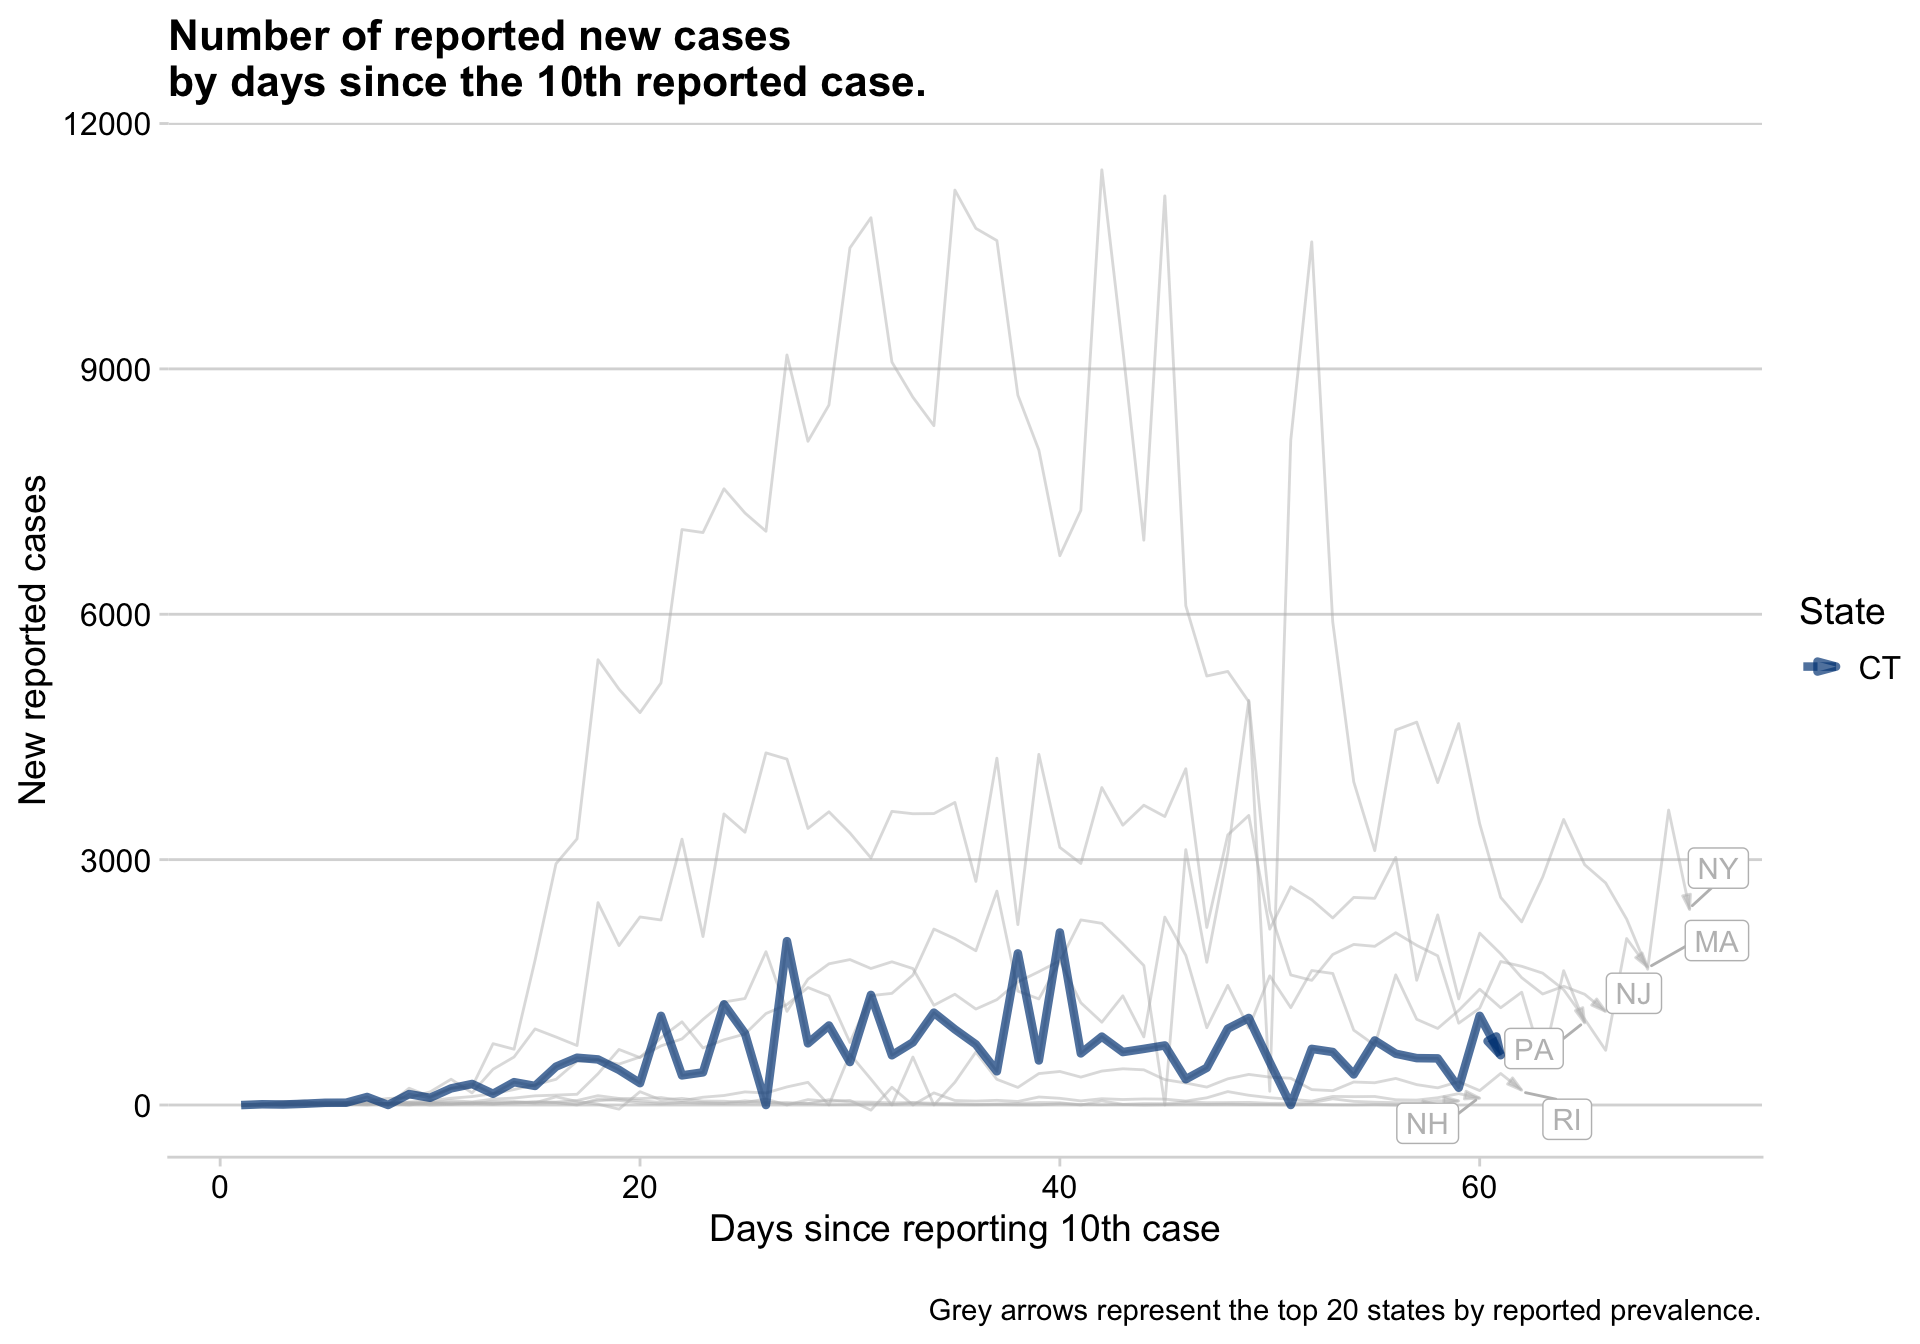 Number of reported new cases
by days since the 10th reported case.
12000
9000
6000
3000
0
New reported cases
NY
MA
NJ
PA
NH
RI
State
CT
0
20
40
60
Days since reporting 10th case
Grey arrows represent the top 20 states by reported prevalence.